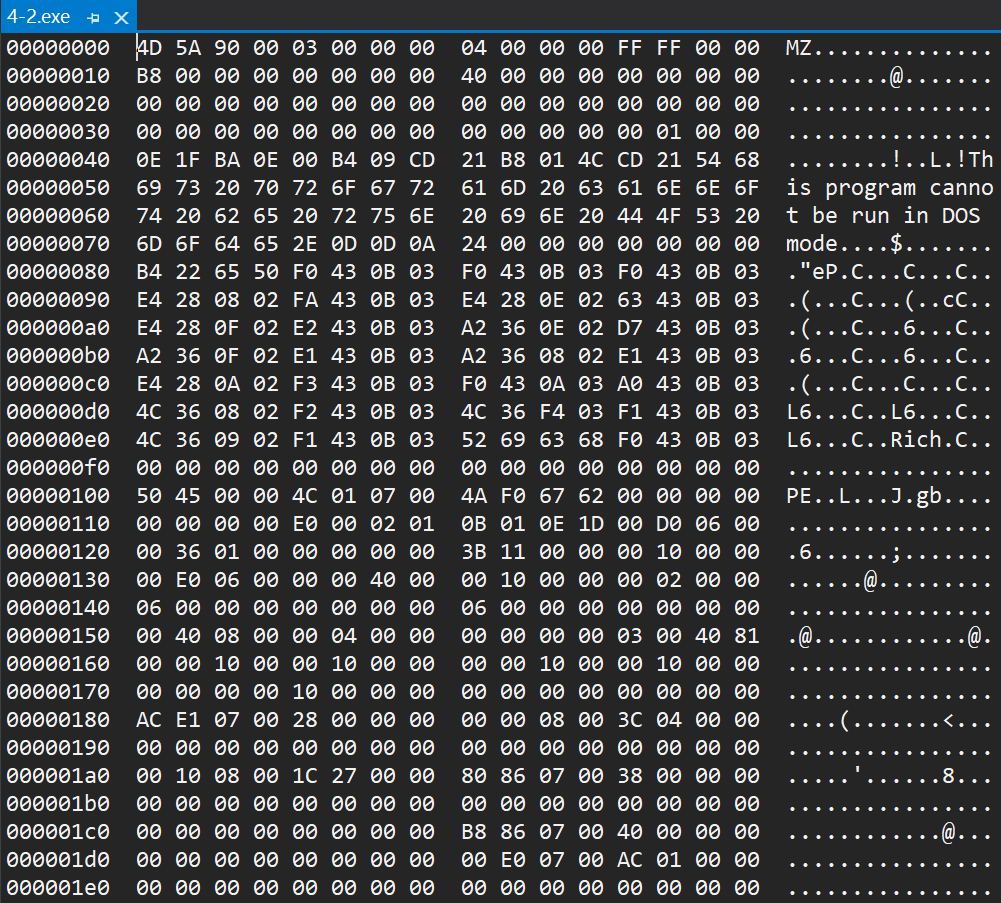 4-2.exe
00000000 4D 5A 90 00 03 00 00 00 04 00 00 00 FF FF 00 00 MZ..............
00000010 B8 00 00 00 00 00 00 00 40 00 00 00 00 00 00 00 ........@.......
00000020 00 00 00 00 00 00 00 00 00 00 00 00 00 00 00 00 ................
00000030 00 00 00 00 00 00 00 00 00 00 00 00 00 01 00 00 ................
00000040 0E 1F BA 0E 00 B4 09 CD 21 B8 01 4C CD 21 54 68 ........!..L.!Th
00000050 69 73 20 70 72 6F 67 72 61 6D 20 63 61 6E 6E 6F is program canno
00000060 74 20 62 65 20 72 75 6E 20 69 6E 20 44 4F 53 20 t be run in DOS
00000070 6D 6F 64 65 2E 0D 0D 0A 24 00 00 00 00 00 00 00 mode....$.......
00000080 B4 22 65 50 F0 43 0B 03 F0 43 0B 03 F0 43 0B 03 ."eP.C...C...C..
00000090 E4 28 08 02 FA 43 0B 03 E4 28 0E 02 63 43 0B 03 .(...C...(..cC..
000000a0 E4 28 0F 02 E2 43 0B 03 A2 36 0E 02 D7 43 0B 03 .(...C...6...C..
000000b0 A2 36 0F 02 E1 43 0B 03 A2 36 08 02 E1 43 0B 03 .6...C...6...C..
000000c0 E4 28 0A 02 F3 43 0B 03 F0 43 0A 03 A0 43 0B 03 .(...C...C...C..
000000d0 4C 36 08 02 F2 43 0B 03 4C 36 F4 03 F1 43 0B 03 L6...C..L6...C..
000000e0 4C 36 09 02 F1 43 0B 03 52 69 63 68 F0 43 0B 03 L6...C..Rich.C..
000000f0 00 00 00 00 00 00 00 00 00 00 00 00 00 00 00 00 ................
00000100 50 45 00 00 4C 01 07 00 4A F0 67 62 00 00 00 00 PE..L...J.gb....
00000110 00 00 00 00 E0 00 02 01 0B 01 0E 1D 00 D0 06 00 ................
00000120 00 36 01 00 00 00 00 00 3B 11 00 00 00 10 00 00 .6......;.......
00000130 00 E0 06 00 00 00 40 00 00 10 00 00 00 02 00 00 ......@.........
00000140 06 00 00 00 00 00 00 00 06 00 00 00 00 00 00 00 ................
00000150 00 40 08 00 00 04 00 00 00 00 00 00 03 00 40 81 .@............@.
00000160 00 00 10 00 00 10 00 00 00 00 10 00 00 10 00 00 ................
00000170 00 00 00 00 10 00 00 00 00 00 00 00 00 00 00 00 ................
00000180 AC E1 07 00 28 00 00 00 00 00 08 00 3C 04 00 00 ....(.......<...
00000190 00 00 00 00 00 00 00 00 00 00 00 00 00 00 00 00 ................
000001a0 00 10 08 00 1C 27 00 00 80 86 07 00 38 00 00 00 .....'......8...
000001b0 00 00 00 00 00 00 00 00 00 00 00 00 00 00 00 00 ................
000001c0 00 00 00 00 00 00 00 00 B8 86 07 00 40 00 00 00 ............@...
000001d0 00 00 00 00 00 00 00 00 00 E0 07 00 AC 01 00 00 ................
000001e0 00 00 00 00 00 00 00 00 00 00 00 00 00 00 00 00 ................